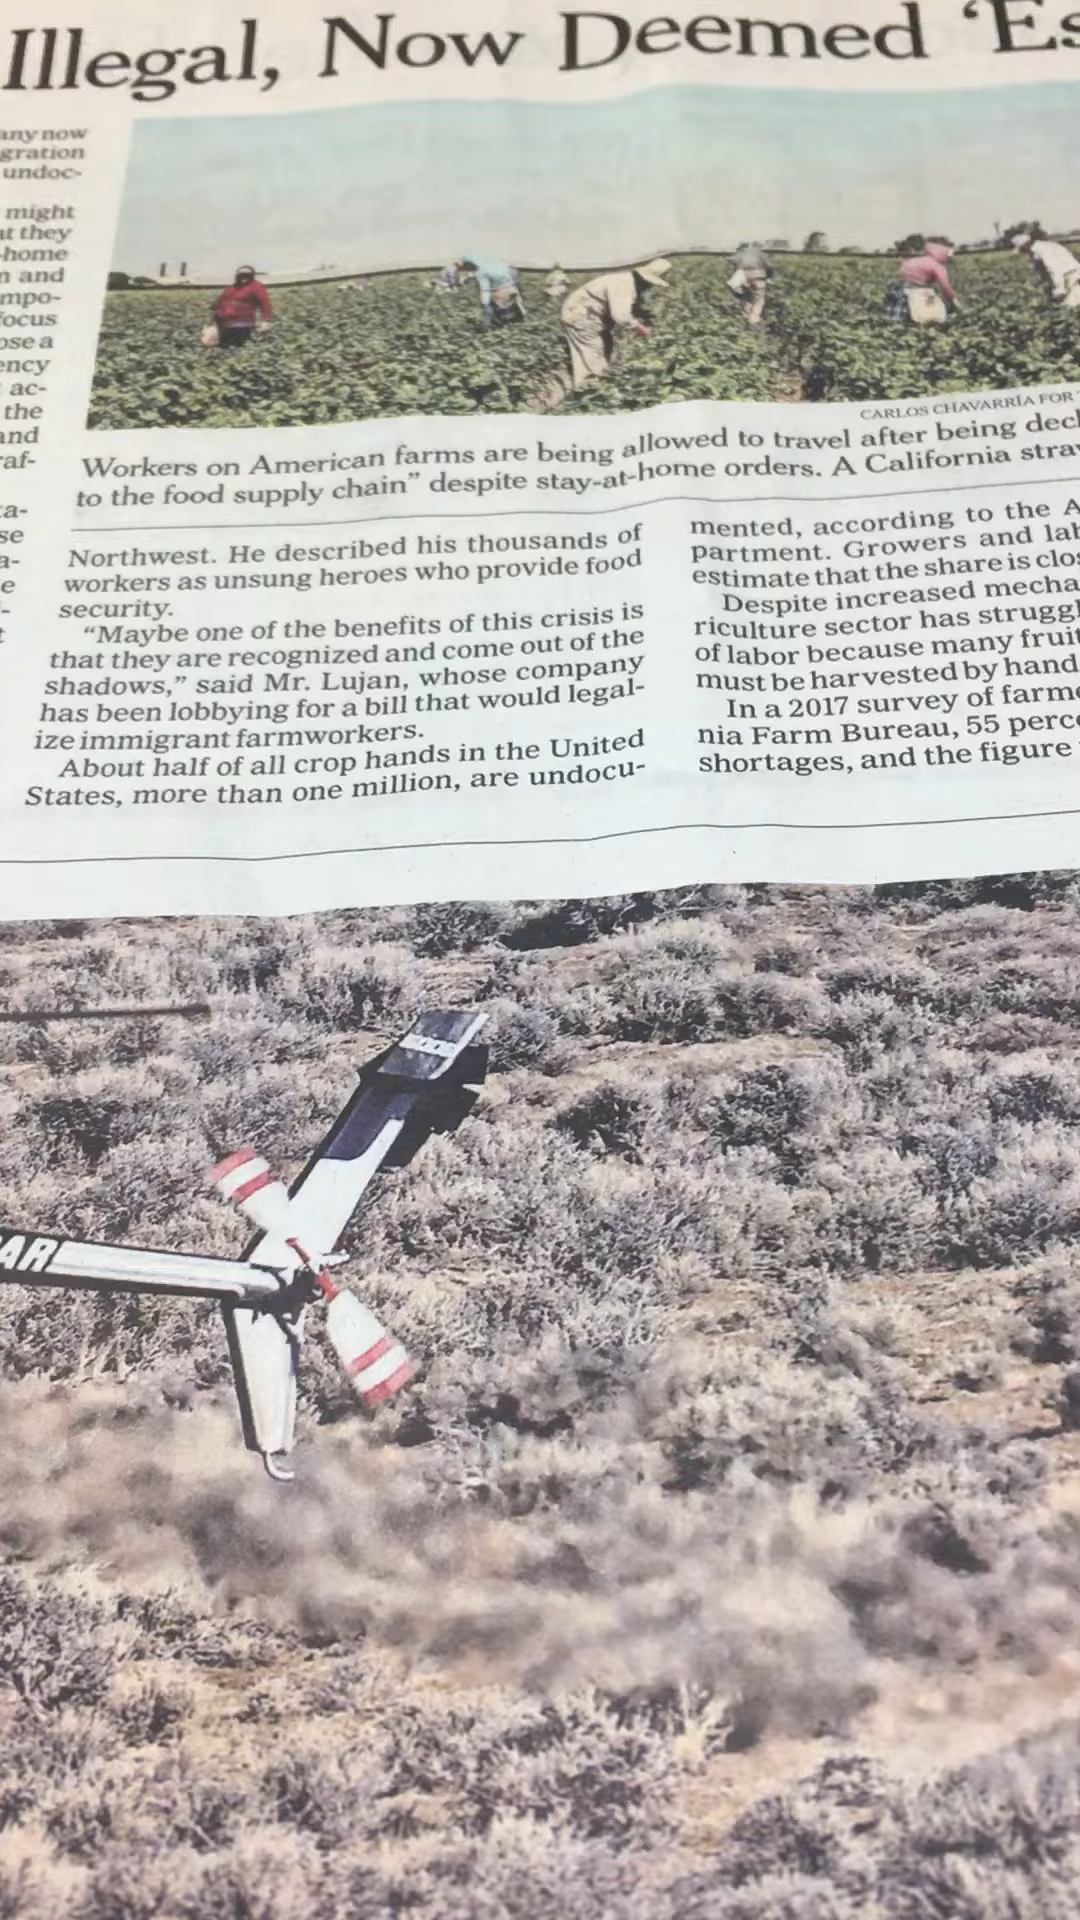 Illegal, Now Deemed ‘Es
any now
gration
undoc-
might
at they
-home
n and
mpo-
focus
ose a
ency
ac-
the
and
raf-
ta-
se
a-
e
-
t
CARLOS CHAVARRÍA FOR
Workers on American farms are being allowed to travel after being decl
to the food supply chain” despite stay-at-home orders. A California straw
Northwest. He described his thousands of
workers as unsung heroes who provide food
security.
“Maybe one of the benefits of this crisis is
that they are recognized and come out of the
shadows,” said Mr. Lujan, whose company
has been lobbying for a bill that would legal-
ize immigrant farmworkers.
About half of all crop hands in the United
States, more than one million, are undocu-
mented, according to the A
partment. Growers and lab
estimate that the share is clos
Despite increased mecha
riculture sector has struggl
of labor because many fruit
must be harvested by hand
In a 2017 survey of farme
nia Farm Bureau, 55 perce
shortages, and the figure
AR